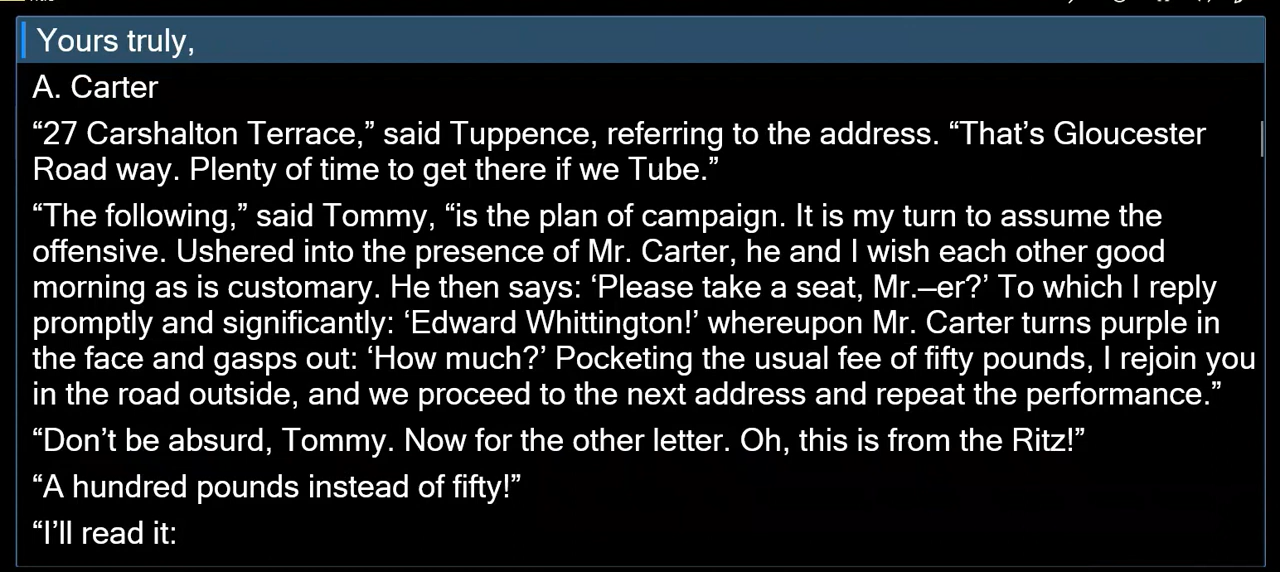 Yours truly,
A. Carter
“27 Carshalton Terrace,” said Tuppence, referring to the address. “That’s Gloucester
Road way. Plenty of time to get there if we Tube.”
“The following,” said Tommy, “is the plan of campaign. It is my turn to assume the
offensive. Ushered into the presence of Mr. Carter, he and I wish each other good
morning as is customary. He then says: ‘Please take a seat, Mr.—er?’ To which I reply
promptly and significantly: ‘Edward Whittington!’ whereupon Mr. Carter turns purple in
the face and gasps out: ‘How much?’ Pocketing the usual fee of fifty pounds, I rejoin you
in the road outside, and we proceed to the next address and repeat the performance.”
“Don’t be absurd, Tommy. Now for the other letter. Oh, this is from the Ritz!”
“A hundred pounds instead of fifty!”
“I’ll read it: